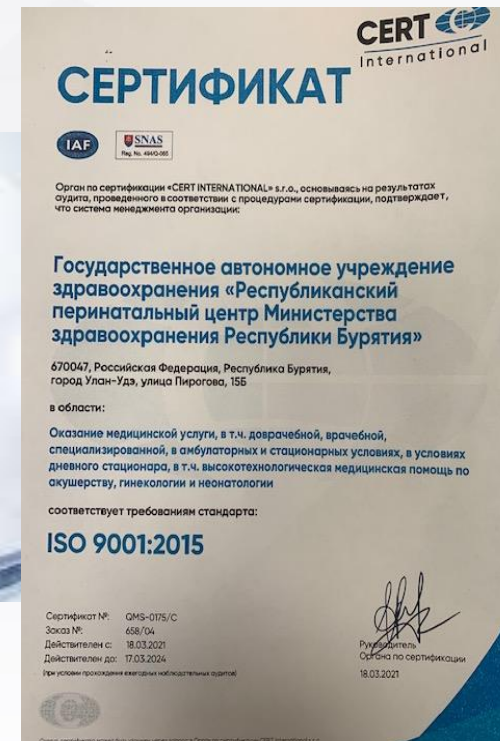 CERT
International
СЕРТИФИКАТ
IAF
SNAS
Reg. No. 494/Q-065
Орган по сертификации «CERT INTERNATIONAL» s.r.o., основываясь на результатах
аудита, проведенного в соответствии с процедурами сертификации, подтверждает,
что система менеджмента организации:
Государственное автономное учреждение
здравоохранения «Республиканский
перинатальный центр Министерства
здравоохранения Республики Бурятия»
670047, Российская Федерация, Республика Бурятия,
город Улан-Удэ, улица Пирогова, 15Б
в области:
Оказание медицинской услуги, в т.ч. доврачебной, врачебной,
специализированной, в амбулаторных и стационарных условиях, в условиях
дневного стационара, в т.ч. высокотехнологическая медицинская помощь по
акушерству, гинекологии и неонатологии
соответствует требованиям стандарта:
ISO 9001:2015
Сертификат №: QMS-0175/C
Заказ №: 658/04
Действителен с: 18.03.2021
Действителен до: 17.03.2024
(при условии прохождения ежегодных наблюдательных аудитов)
Руководитель
Органа по сертификации
18.03.2021